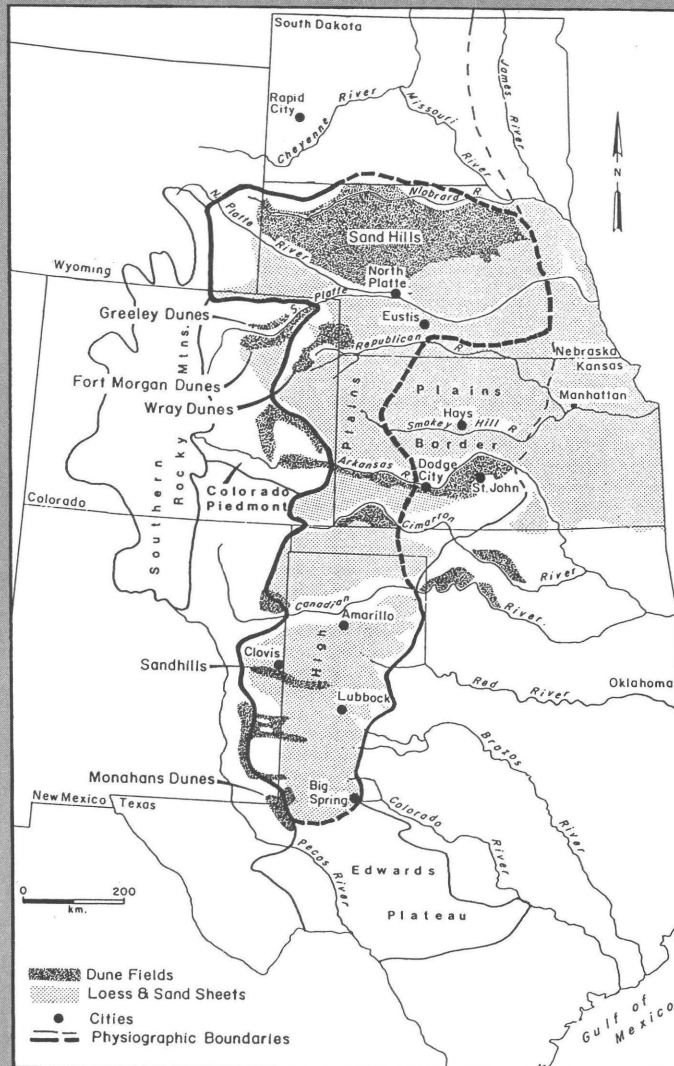 South Dakota
Rapid City
Cheyenne River
Missouri River
James River
N
N. Platte River
Niobrara R.
Sand Hills
Wyoming
North Platte
S. Platte
Greeley Dunes
Eustis
Republican R.
Mtns.
Nebraska
Kansas
Fort Morgan Dunes
Plains
Manhattan
Wray Dunes
Hays
Smokey Hill R.
Plains
Border
Arkansas R.
Dodge City
St. John
Colorado Piedmont
Colorado
Southern Rocky
Cimarron River
Canadian River
Amarillo
High
Clovis
Sandhills
Red River
Oklahoma
Lubbock
Brazos River
Monahans Dunes
Big Spring
New Mexico
Texas
Colorado River
Pecos River
Edwards Plateau
0 200
km.
Dune Fields
Loess & Sand Sheets
Cities
Physiographic Boundaries
Gulf of Mexico